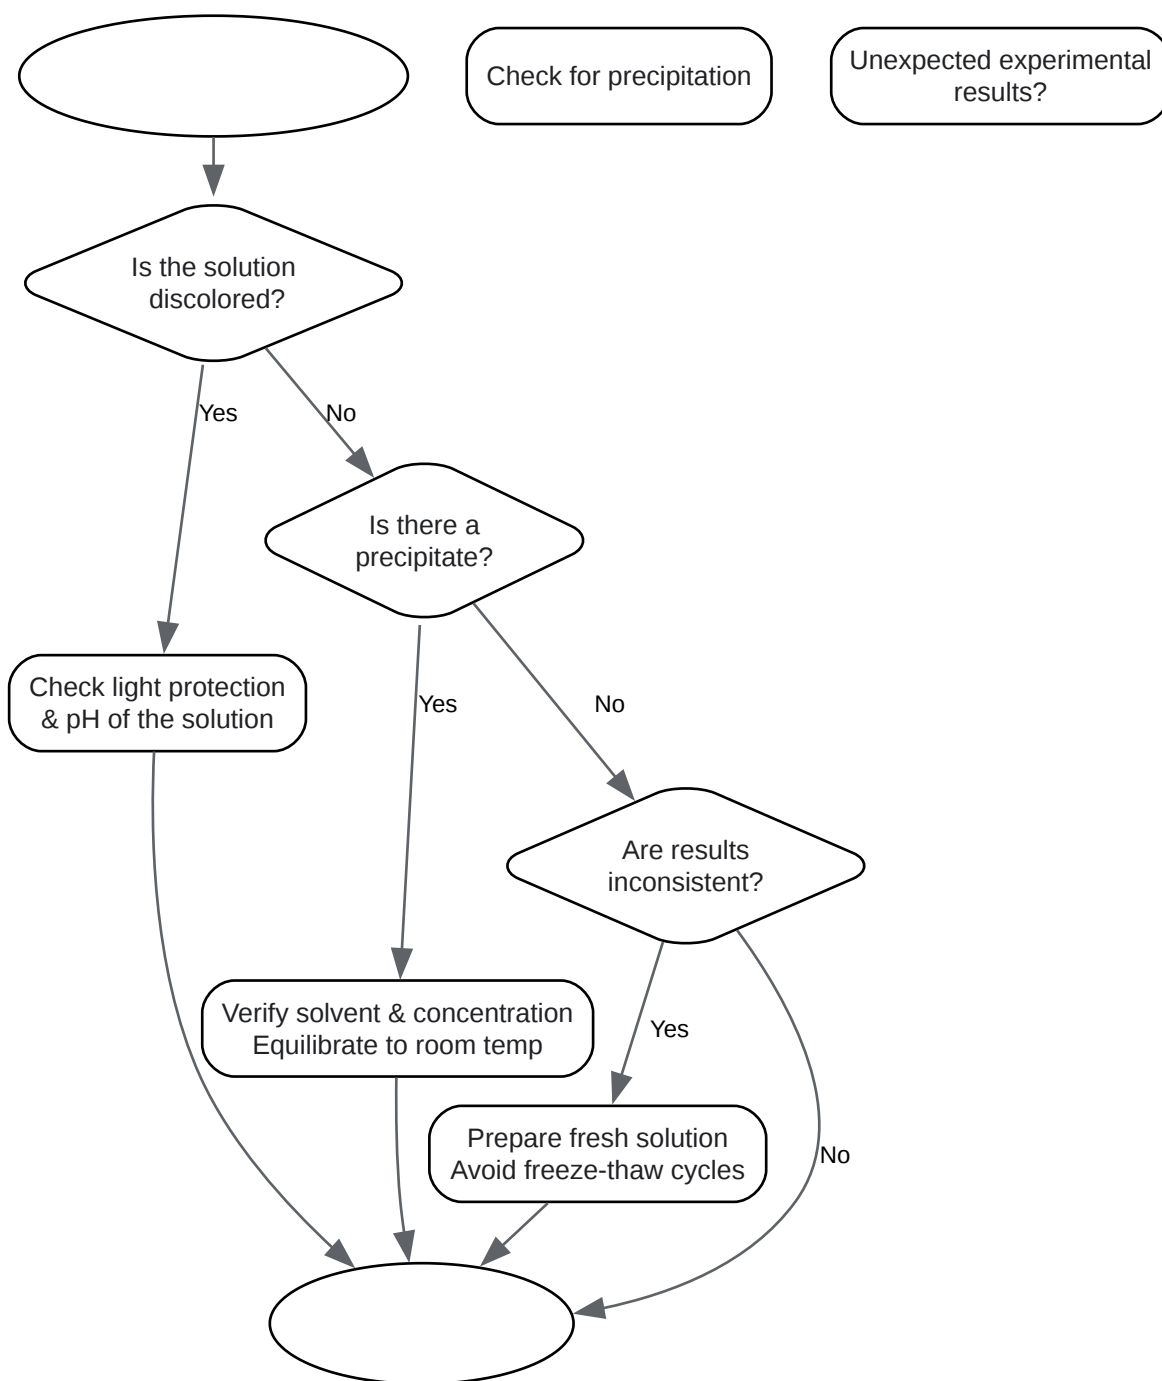 Check for precipitation
Unexpected experimental
results?
Is the solution
discolored?
Yes
No
Is there a
precipitate?
Check light protection
& pH of the solution
Yes
No
Are results
inconsistent?
Verify solvent & concentration
Equilibrate to room temp
Yes
Prepare fresh solution
Avoid freeze-thaw cycles
No